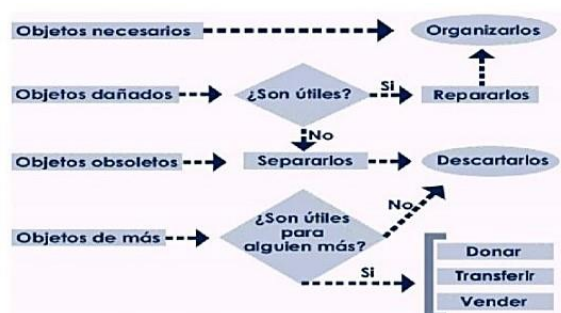 Objetos necesarios
Organizarlos
Objetos dañados
¿Son útiles?
Si
Repararlos
No
Objetos obsoletos
Separarlos
Descartarlos
Objetos de más
¿Son útiles
para
alguien más?
No
Si
Donar
Transferir
Vender